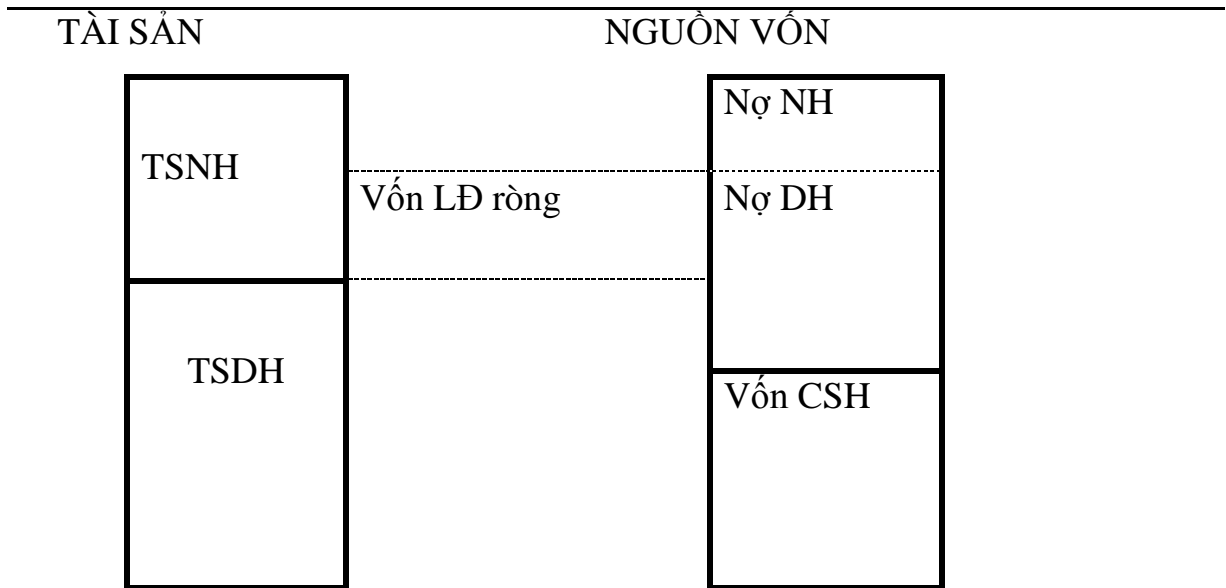 TÀI SẢN NGUỒN VỐN
Nợ NH
TSNH
Vốn LĐ ròng Nợ DH
TSDH
Vốn CSH